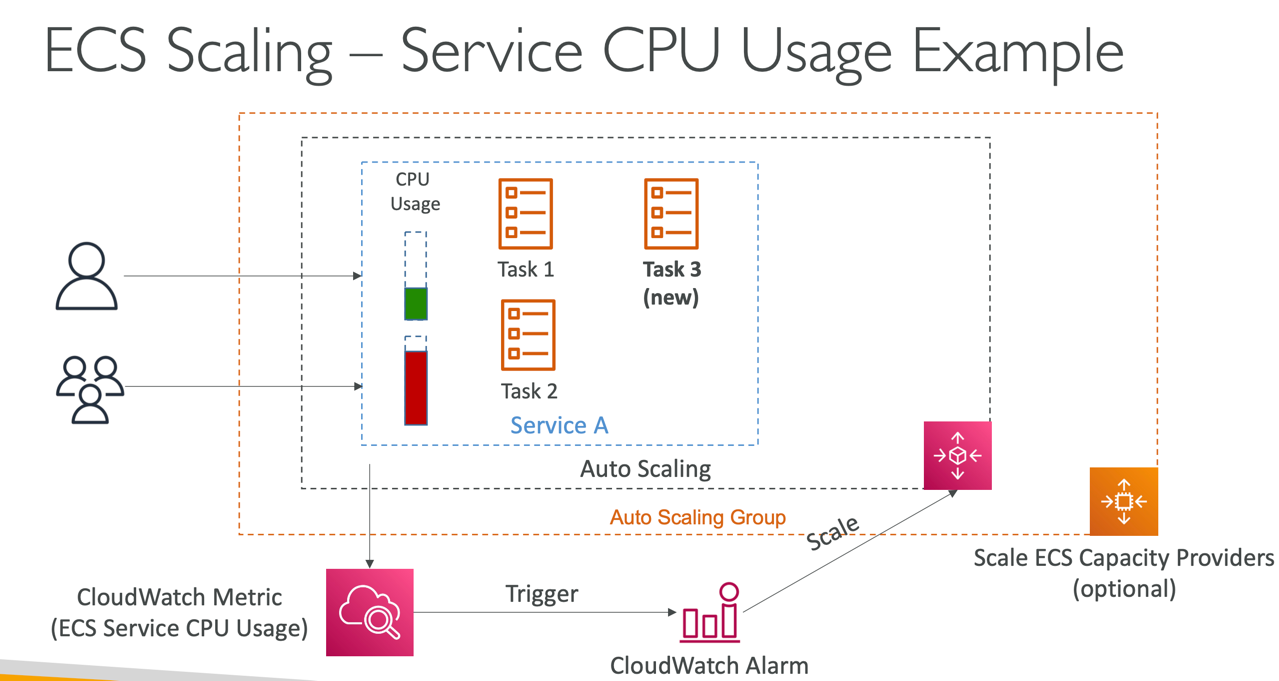 ECS Scaling – Service CPU Usage Example
CPU
Usage
Task 1
Task 3
(new)
Task 2
Service A
Auto Scaling
Auto Scaling Group
Scale
Scale ECS Capacity Providers
(optional)
CloudWatch Metric
(ECS Service CPU Usage)
Trigger
CloudWatch Alarm